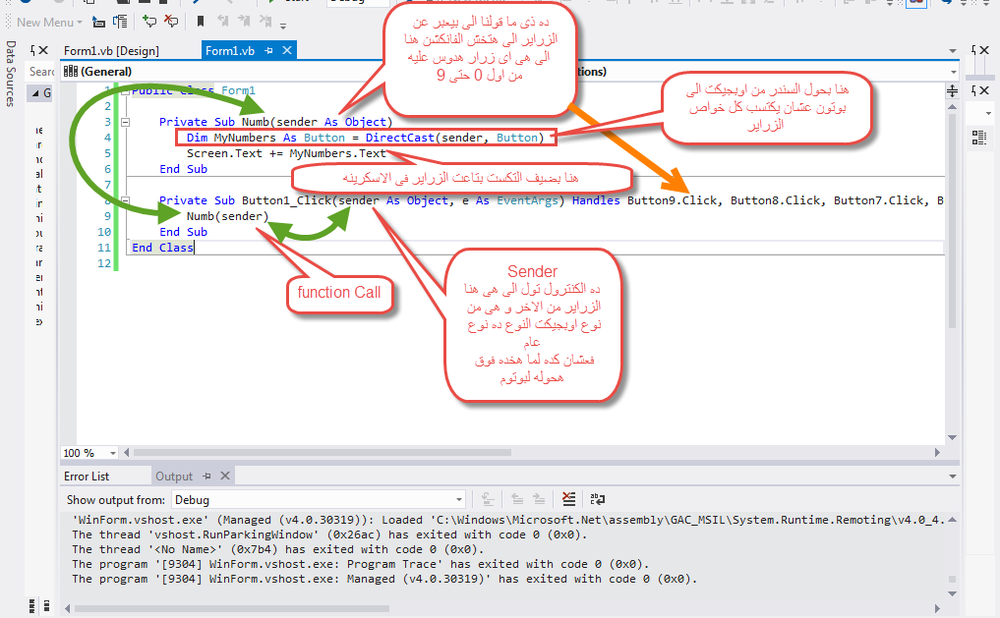 New Menu
Data Sources
Form1.vb [Design]
Form1.vb
Sear
(General)
ions)
G
1 Public Class Form1
2
3 Private Sub Numb(sender As Object)
4 Dim MyNumbers As Button = DirectCast(sender, Button)
5 Screen.Text += MyNumbers.Text
6 End Sub
7
8 Private Sub Button1_Click(sender As Object, e As EventArgs) Handles Button9.Click, Button8.Click, Button7.Click, B
9 Numb(sender)
10 End Sub
11 End Class
12
ده ذى ما قولنا الى بيعبر عن
الزراير الى هتخش الفانكشن هنا
الى هى اى زرار هدوس عليه
من اول 0 حتى 9
هنا بحول السندر من اوبجيكت الى
بوتون عشان يكتسب كل خواص
الزراير
هنا بضيف التكست بتاعت الزراير فى الاسكرينه
function Call
Sender
ده الكنترول تول الى هى هنا
الزراير من الاخر و هى من
نوع اوبجيكت النوع ده نوع
عام
فعشان كده لما هخده فوق
هحوله لبوتوم
100 %
Error List
Output
Show output from: Debug
'WinForm.vshost.exe' (Managed (v4.0.30319)): Loaded 'C:\Windows\Microsoft.Net\assembly\GAC_MSIL\System.Runtime.Remoting\v4.0_4.
The thread 'vshost.RunParkingWindow' (0x26ac) has exited with code 0 (0x0).
The thread '<No Name>' (0x7b4) has exited with code 0 (0x0).
The program '[9304] WinForm.vshost.exe: Program Trace' has exited with code 0 (0x0).
The program '[9304] WinForm.vshost.exe: Managed (v4.0.30319)' has exited with code 0 (0x0).